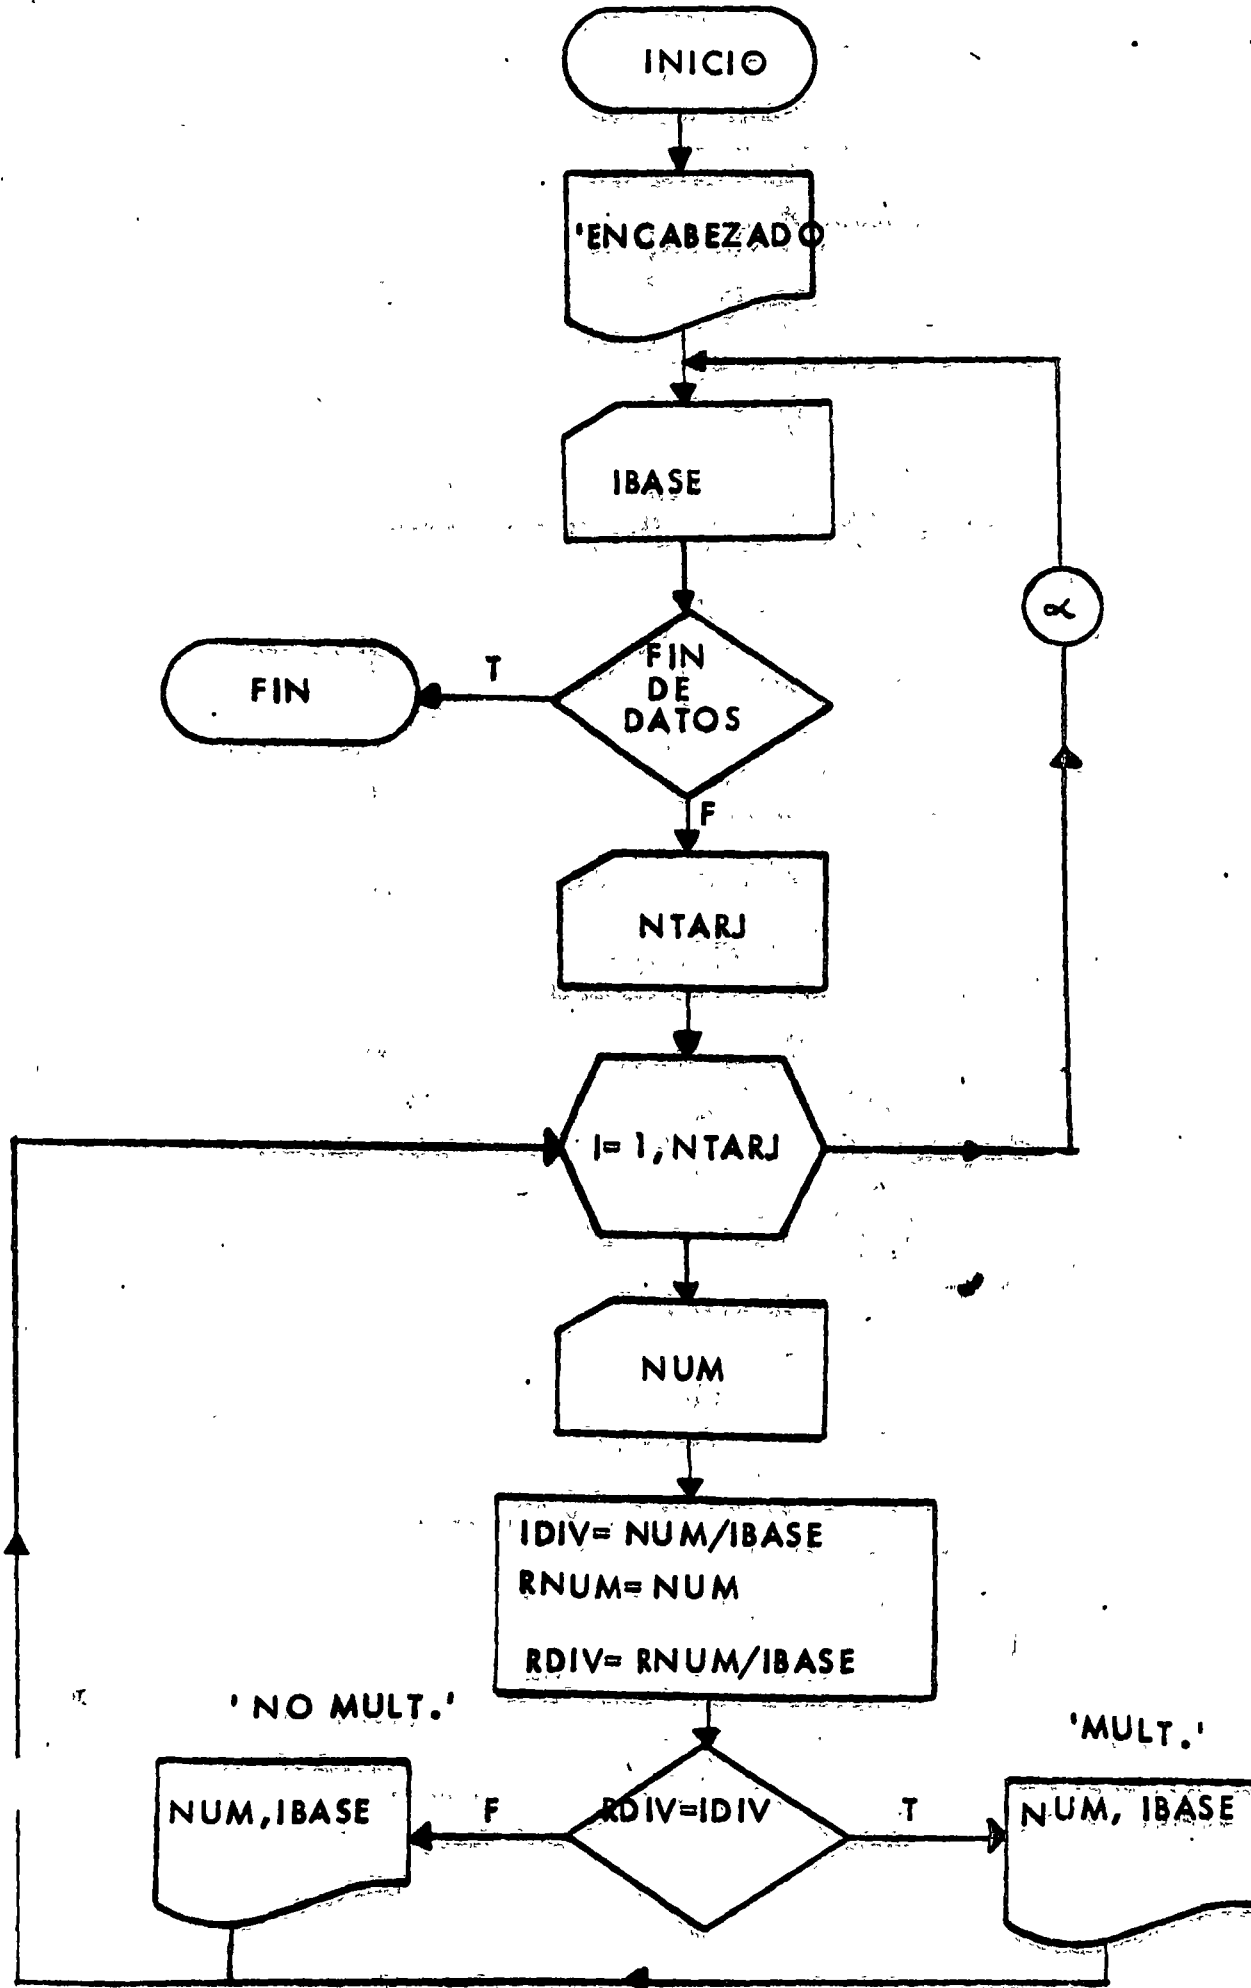 INICIO
'ENCABEZADO
IBASE
∝
FIN
DE
DATOS
T
FIN
F
NTARJ
I= 1, NTARJ
NUM
IDIV= NUM/IBASE
RNUM= NUM
RDIV= RNUM/IBASE
'NO MULT.'
'MULT.'
NUM, IBASE
F
RDIV=IDIV
T
NUM, IBASE